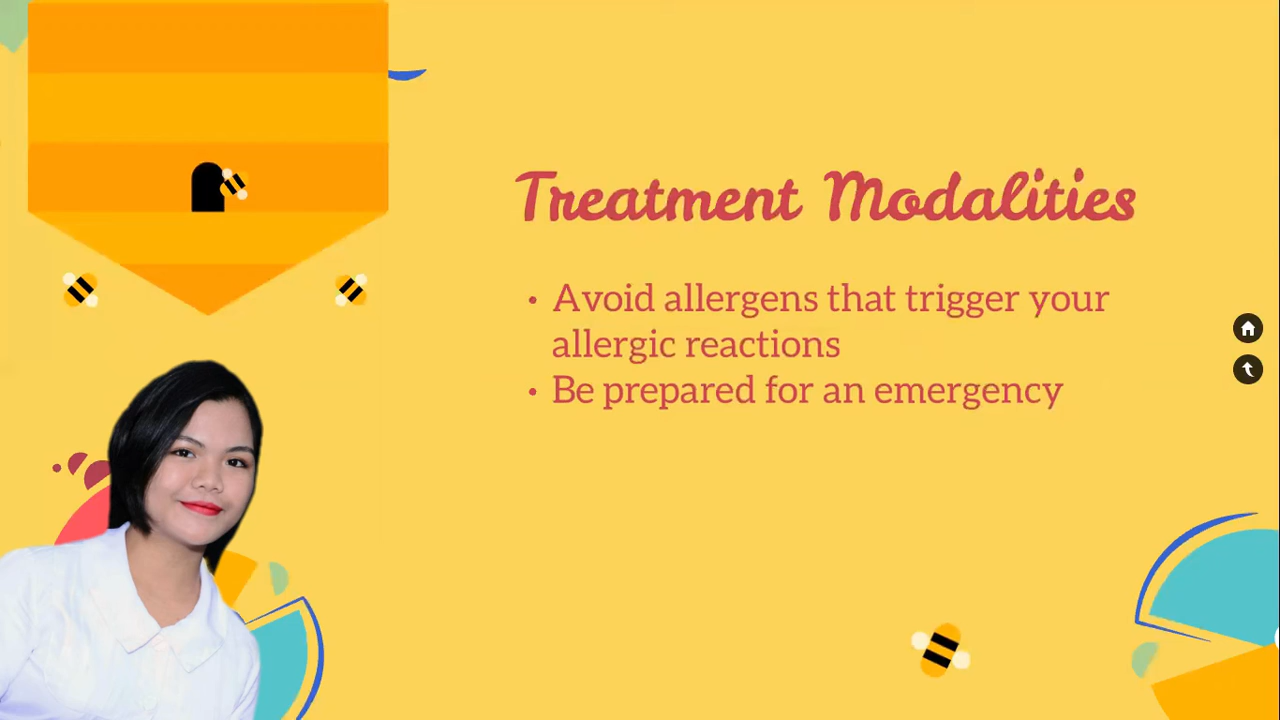 Treatment Modalities
• Avoid allergens that trigger your
allergic reactions
• Be prepared for an emergency